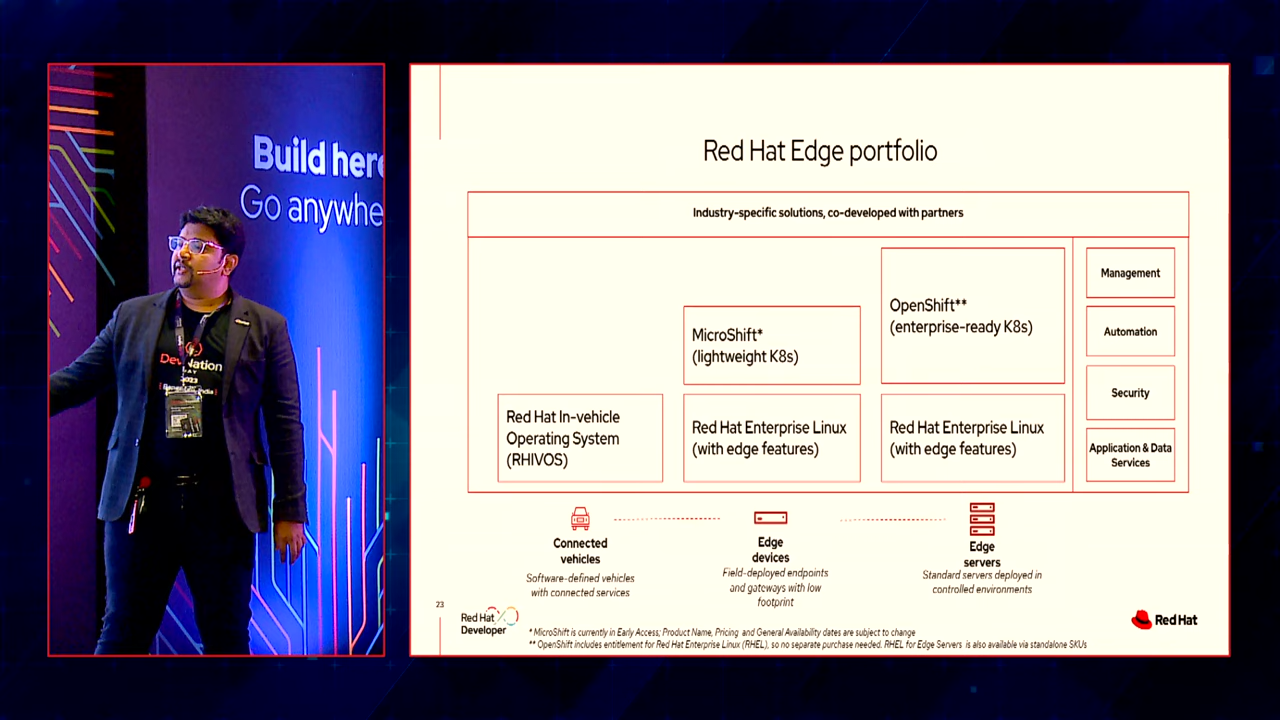 Build here
Go anywhe
DevNation
DAY
2023
Red Hat Edge portfolio
Industry-specific solutions, co-developed with partners
OpenShift**
(enterprise-ready K8s)
MicroShift*
(lightweight K8s)
Red Hat In-vehicle
Operating System
(RHIVOS)
Red Hat Enterprise Linux
(with edge features)
Red Hat Enterprise Linux
(with edge features)
Management
Automation
Security
Application & Data
Services
Connected
vehicles
Software-defined vehicles
with connected services
Edge
devices
Field-deployed endpoints
and gateways with low
footprint
Edge
servers
Standard servers deployed in
controlled environments
23
Red Hat
Developer
* MicroShift is currently in Early Access; Product Name, Pricing and General Availability dates are subject to change
** OpenShift includes entitlement for Red Hat Enterprise Linux (RHEL), so no separate purchase needed. RHEL for Edge Servers is also available via standalone SKUs
Red Hat